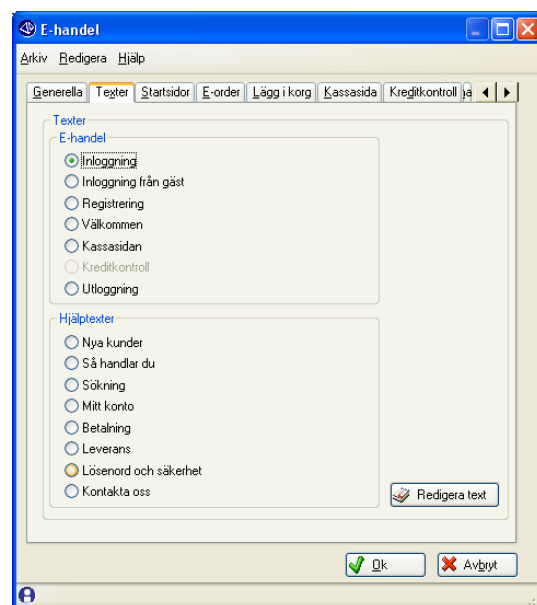 E-handel
Arkiv Redigera Hjälp
Generella Texter Startsidor E-order Lägg i korg Kassasida Kreditkontroll
Texter
E-handel
Inloggning
Inloggning från gäst
Registrering
Välkommen
Kassasidan
Kreditkontroll
Utloggning
Hjälptexter
Nya kunder
Så handlar du
Sökning
Mitt konto
Betalning
Leverans
Lösenord och säkerhet
Kontakta oss
Redigera text
Ok Avbryt